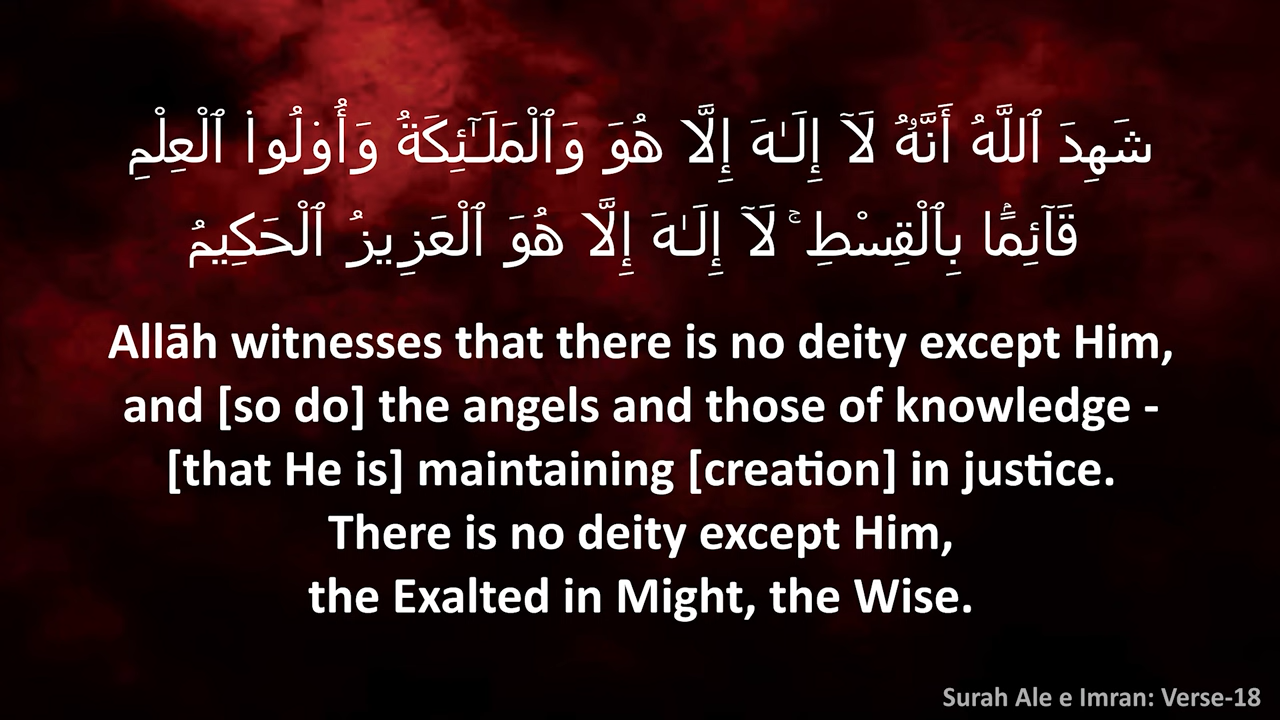 شَهِدَ ٱللَّهُ أَنَّهُۥ لَآ إِلَـٰهَ إِلَّا هُوَ وَٱلْمَلَـٰٓئِكَةُ وَأُو۟لُوا۟ ٱلْعِلْمِ
قَآئِمًۢا بِٱلْقِسْطِ ۚ لَآ إِلَـٰهَ إِلَّا هُوَ ٱلْعَزِيزُ ٱلْحَكِيمُ
Allāh witnesses that there is no deity except Him,
and [so do] the angels and those of knowledge -
[that He is] maintaining [creation] in justice.
There is no deity except Him,
the Exalted in Might, the Wise.
Surah Ale e Imran: Verse-18